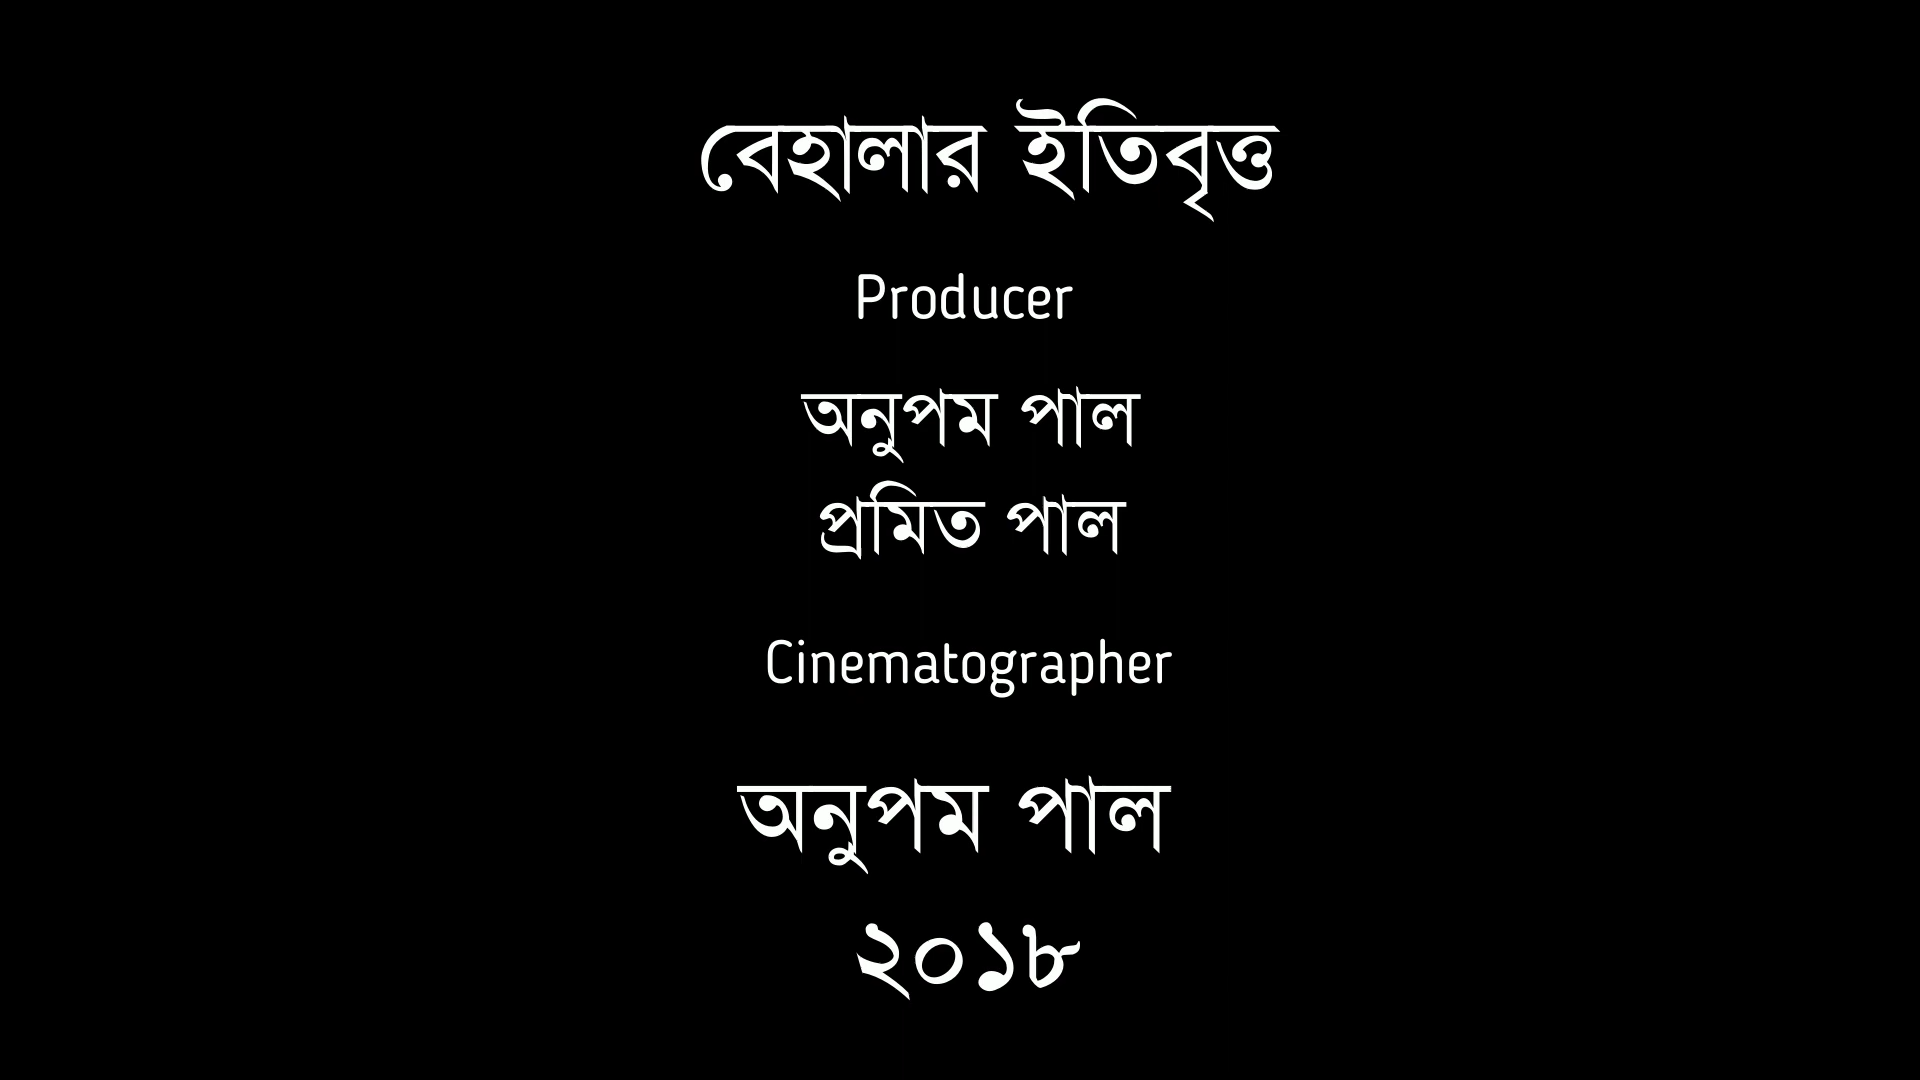 বেহালার ইতিবৃত্ত
Producer
অনুপম পাল
প্রমিত পাল
Cinematographer
অনুপম পাল
২০১৮